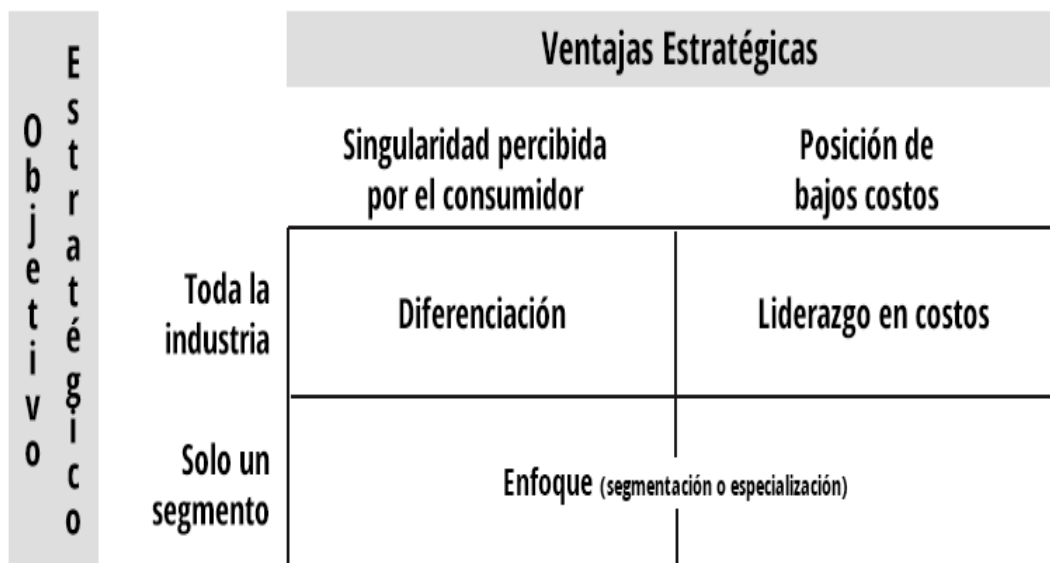 Objetivo
Estratégico
Ventajas Estratégicas
Singularidad percibida
por el consumidor
Posición de
bajos costos
Toda la
industria
Diferenciación
Liderazgo en costos
Solo un
segmento
Enfoque (segmentación o especialización)